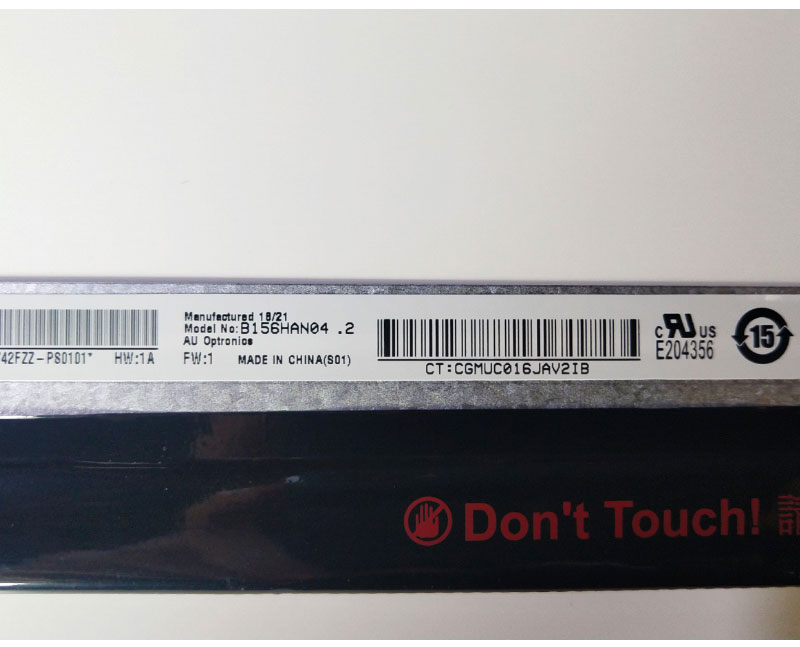 Manufactured 18/21
Model No:B156HAN04 .2
AU Optronics
42FZZ-PS0101* HW:1A FW:1 MADE IN CHINA(S01)
CT:CGMUC016JAV2IB
c RU US
E204356
15
Don't Touch!